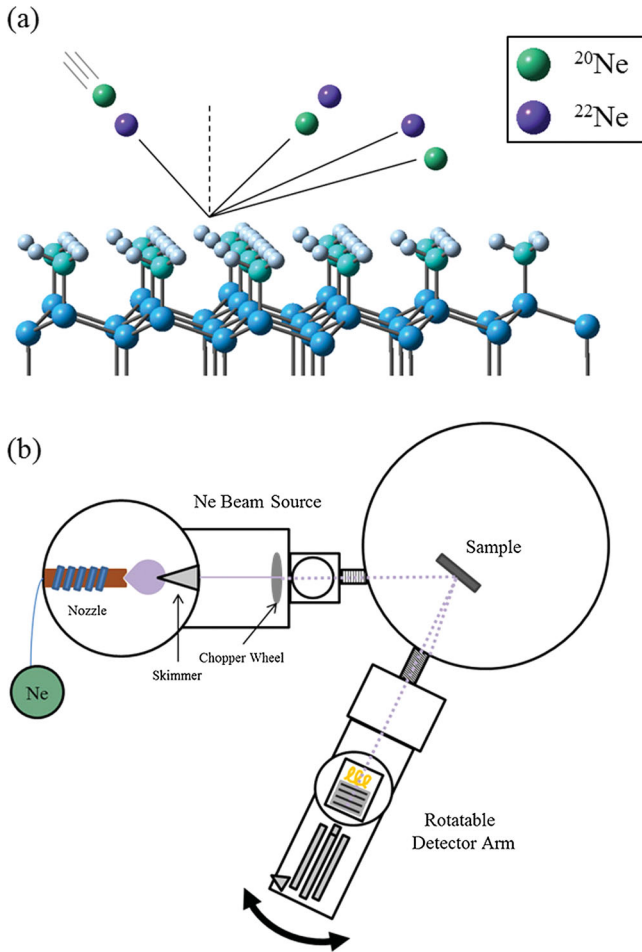 (a)
²⁰Ne
²²Ne
(b)
Ne Beam Source
Sample
Nozzle
Chopper Wheel
Skimmer
Ne
Rotatable
Detector Arm